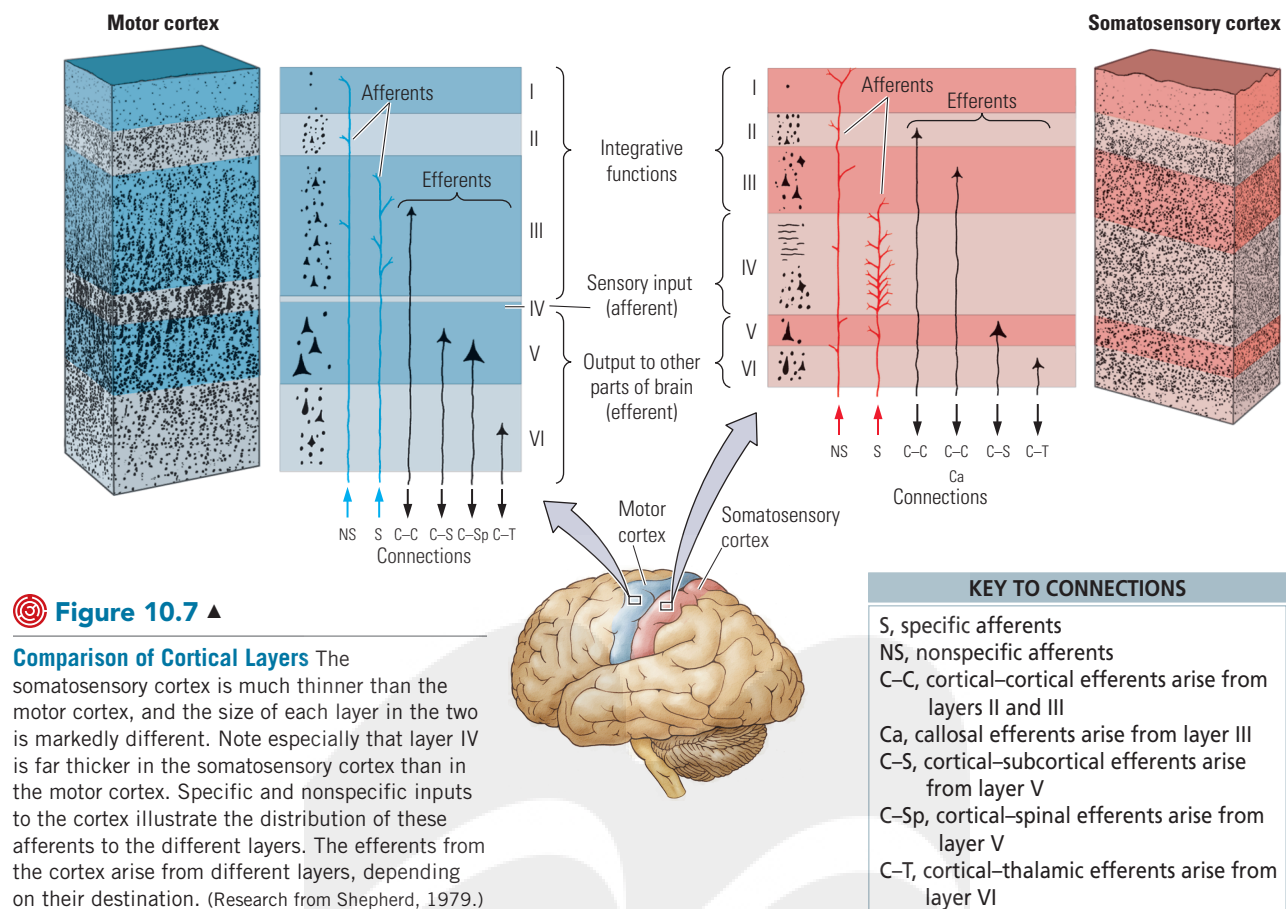 Motor cortex
Afferents
Efferents
I
II
III
IV
V
VI
NS S C–C C–S C–Sp C–T
Connections
Integrative
functions
Sensory input
(afferent)
Output to other
parts of brain
(efferent)
Somatosensory cortex
Afferents
Efferents
I
II
III
IV
V
VI
NS S C–C C–C C–S C–T
Ca
Connections
Motor
cortex
Somatosensory
cortex
Figure 10.7 ▲
Comparison of Cortical Layers The
somatosensory cortex is much thinner than the
motor cortex, and the size of each layer in the two
is markedly different. Note especially that layer IV
is far thicker in the somatosensory cortex than in
the motor cortex. Specific and nonspecific inputs
to the cortex illustrate the distribution of these
afferents to the different layers. The efferents from
the cortex arise from different layers, depending
on their destination. (Research from Shepherd, 1979.)
KEY TO CONNECTIONS
S, specific afferents
NS, nonspecific afferents
C–C, cortical–cortical efferents arise from
layers II and III
Ca, callosal efferents arise from layer III
C–S, cortical–subcortical efferents arise
from layer V
C–Sp, cortical–spinal efferents arise from
layer V
C–T, cortical–thalamic efferents arise from
layer VI